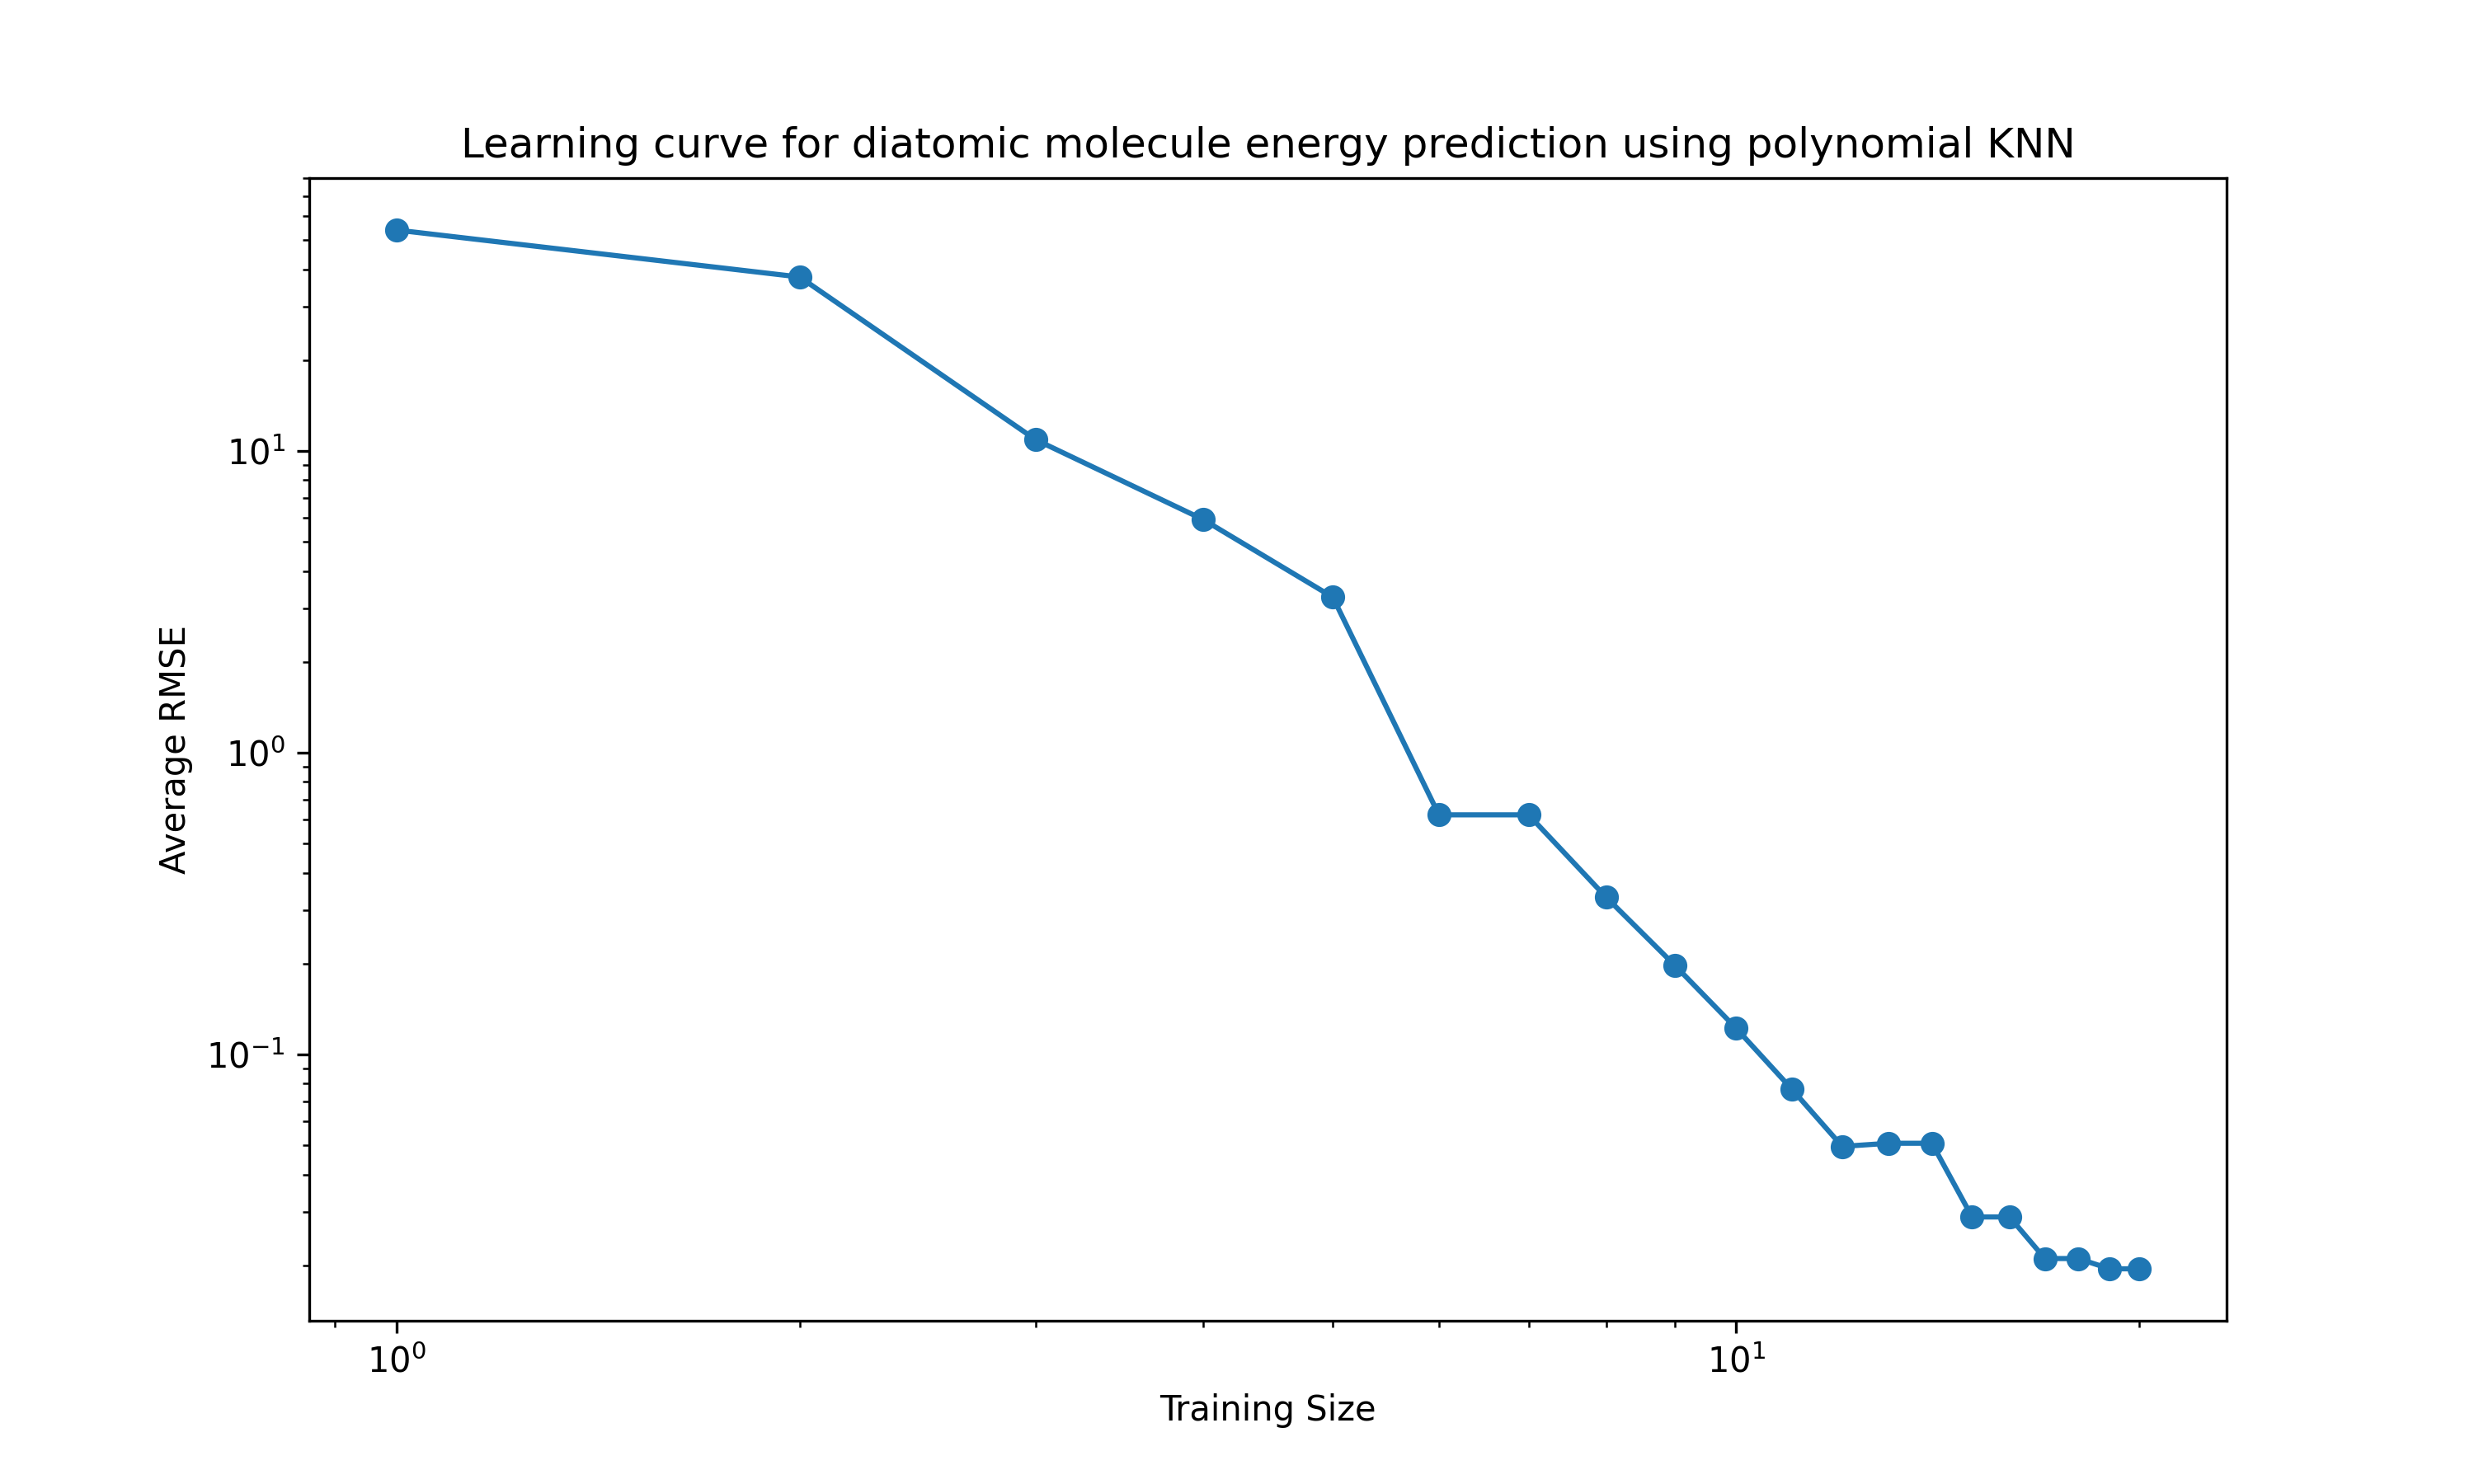 Learning curve for diatomic molecule energy prediction using polynomial KNN
Average RMSE
10¹
10⁰
10⁻¹
10⁰
10¹
Training Size